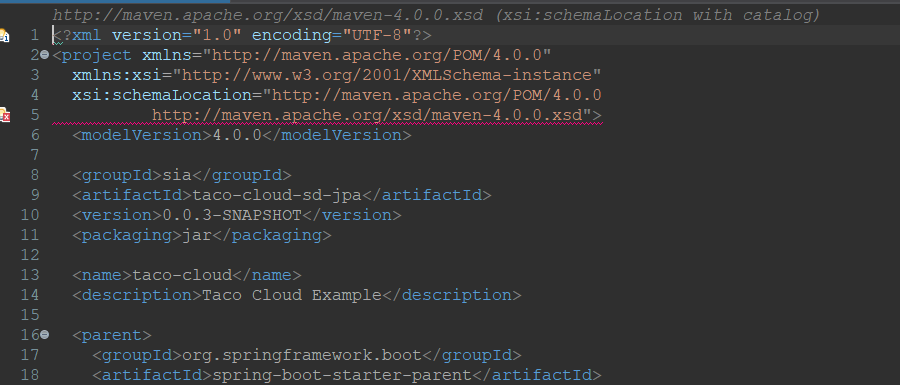 http://maven.apache.org/xsd/maven-4.0.0.xsd (xsi:schemaLocation with catalog)
1 <?xml version="1.0" encoding="UTF-8"?>
2 <project xmlns="http://maven.apache.org/POM/4.0.0"
3   xmlns:xsi="http://www.w3.org/2001/XMLSchema-instance"
4   xsi:schemaLocation="http://maven.apache.org/POM/4.0.0
5           http://maven.apache.org/xsd/maven-4.0.0.xsd">
6   <modelVersion>4.0.0</modelVersion>
7
8   <groupId>sia</groupId>
9   <artifactId>taco-cloud-sd-jpa</artifactId>
10   <version>0.0.3-SNAPSHOT</version>
11   <packaging>jar</packaging>
12
13   <name>taco-cloud</name>
14   <description>Taco Cloud Example</description>
15
16   <parent>
17     <groupId>org.springframework.boot</groupId>
18     <artifactId>spring-boot-starter-parent</artifactId>